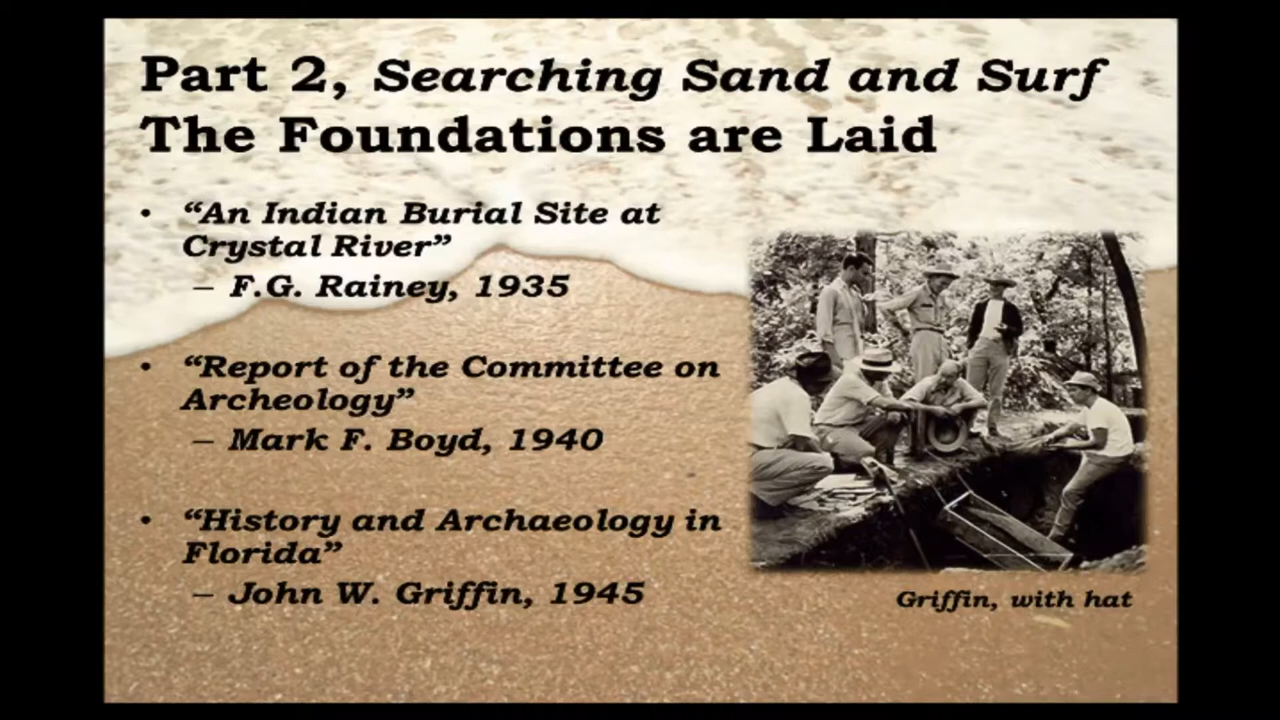 Part 2, Searching Sand and Surf
The Foundations are Laid
• “An Indian Burial Site at
Crystal River”
– F.G. Rainey, 1935
• “Report of the Committee on
Archeology”
– Mark F. Boyd, 1940
• “History and Archaeology in
Florida”
– John W. Griffin, 1945
Griffin, with hat